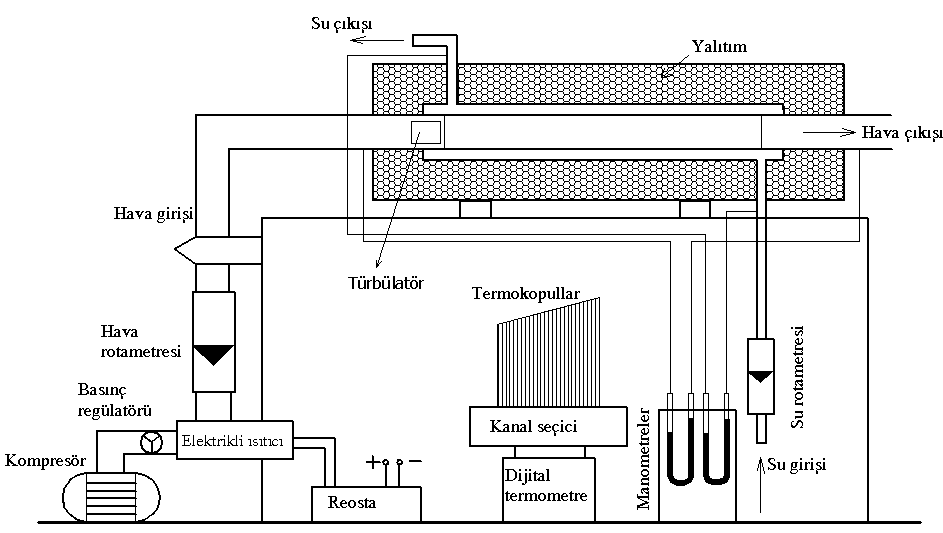 Su çıkışı
Yalıtım
Hava çıkışı
Hava girişi
Türbülatör
Termokopullar
Hava
rotametresi
Su rotametresi
Basınç
regülatörü
Manometreler
Kanal seçici
Elektrikli ısıtıcı
Kompresör
+ −
Su girişi
Dijital
termometre
Reosta